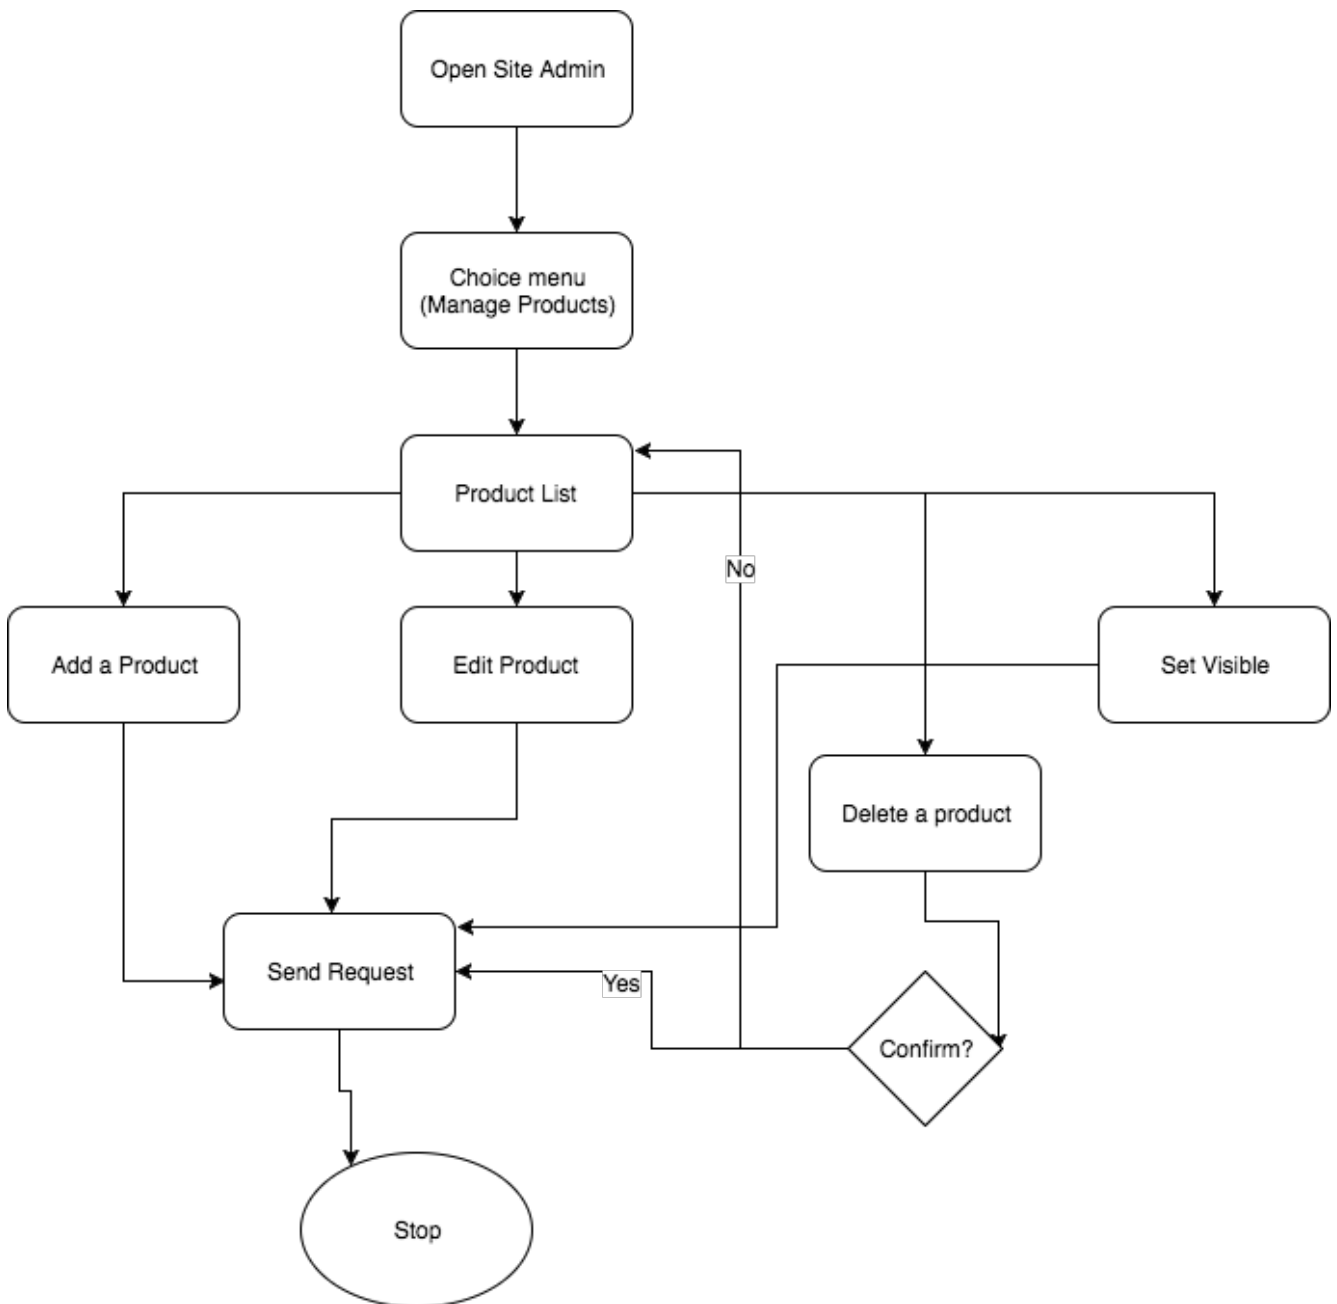 Open Site Admin
Choice menu
(Manage Products)
Product List
No
Add a Product
Edit Product
Set Visible
Delete a product
Send Request
Yes
Confirm?
Stop